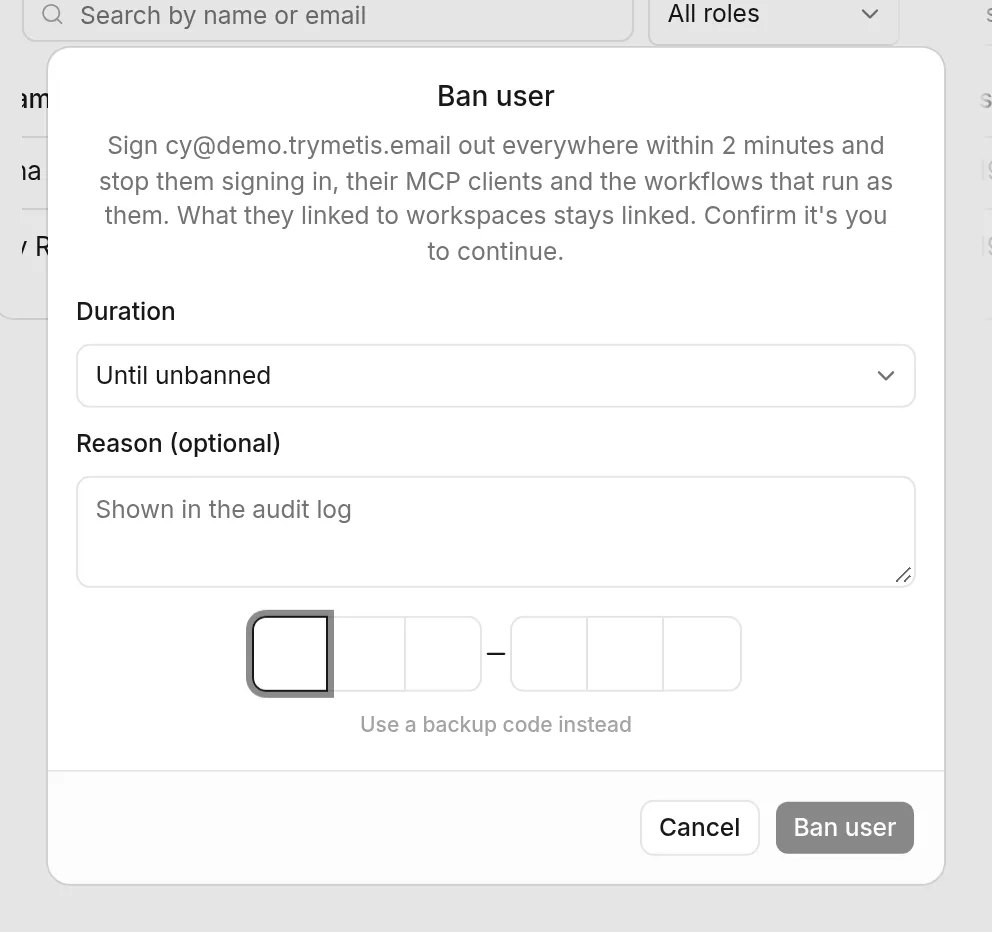 Search by name or email
All roles
Ban user
Sign cy@demo.trymetis.email out everywhere within 2 minutes and
stop them signing in, their MCP clients and the workflows that run as
them. What they linked to workspaces stays linked. Confirm it's you
to continue.
Duration
Until unbanned
Reason (optional)
Shown in the audit log
–
Use a backup code instead
Cancel
Ban user